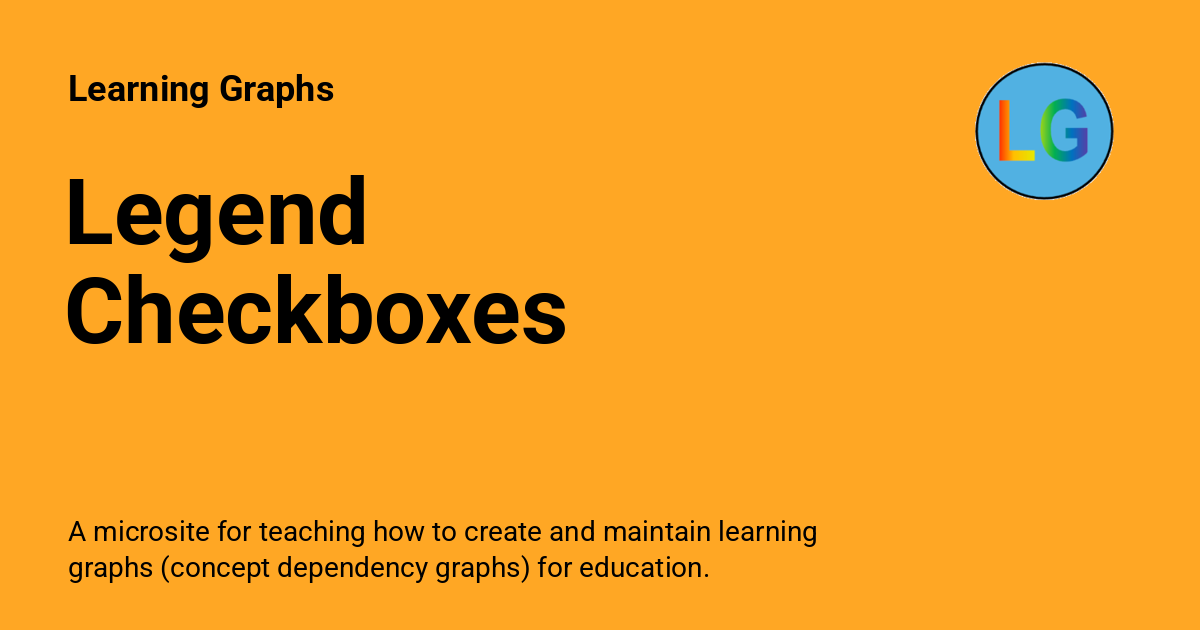 Learning Graphs
LG
Legend
Checkboxes
A microsite for teaching how to create and maintain learning
graphs (concept dependency graphs) for education.